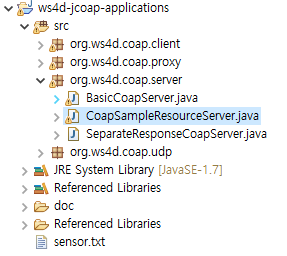 ws4d-jcoap-applications
src
org.ws4d.coap.client
org.ws4d.coap.proxy
org.ws4d.coap.server
BasicCoapServer.java
CoapSampleResourceServer.java
SeparateResponseCoapServer.java
org.ws4d.coap.udp
JRE System Library [JavaSE-1.7]
Referenced Libraries
doc
Referenced Libraries
sensor.txt